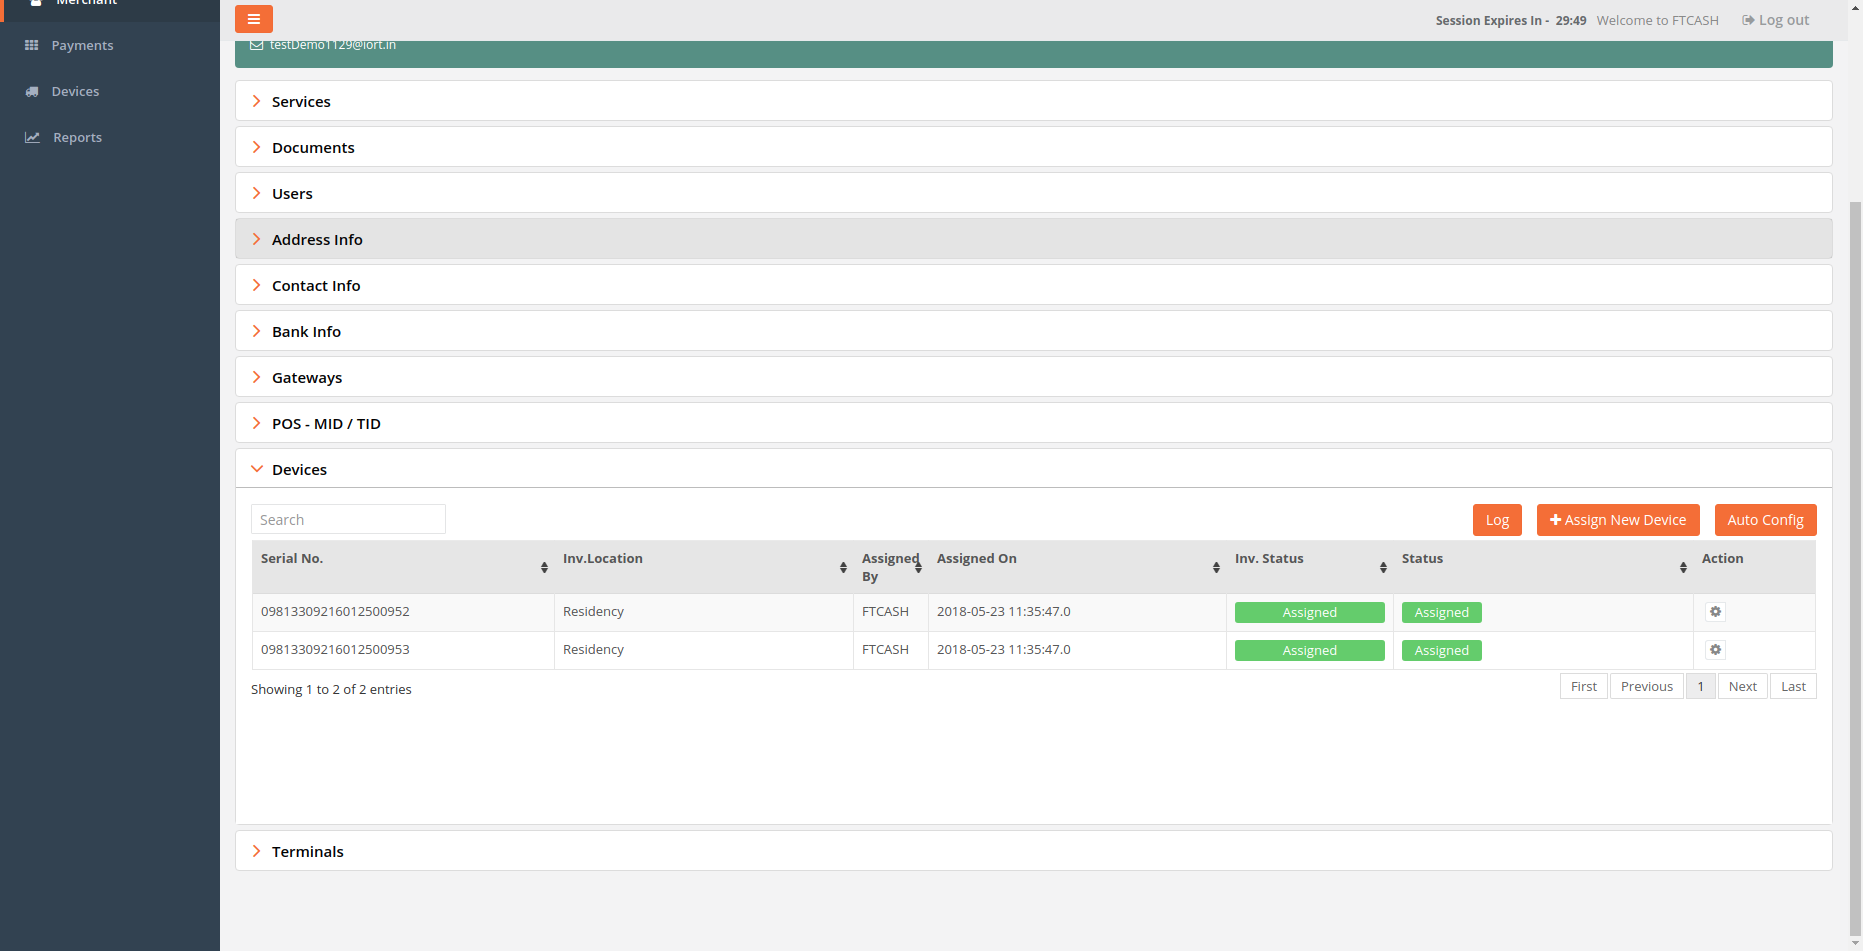 Merchant
Session Expires In - 29:49 Welcome to FTCASH Log out
testDemo1129@iort.in
Payments
Devices
Reports
Services
Documents
Users
Address Info
Contact Info
Bank Info
Gateways
POS - MID / TID
Devices
Search Log Assign New Device Auto Config
Serial No. Inv.Location Assigned By Assigned On Inv. Status Status Action
09813309216012500952 Residency FTCASH 2018-05-23 11:35:47.0 Assigned Assigned
09813309216012500953 Residency FTCASH 2018-05-23 11:35:47.0 Assigned Assigned
Showing 1 to 2 of 2 entries First Previous 1 Next Last
Terminals